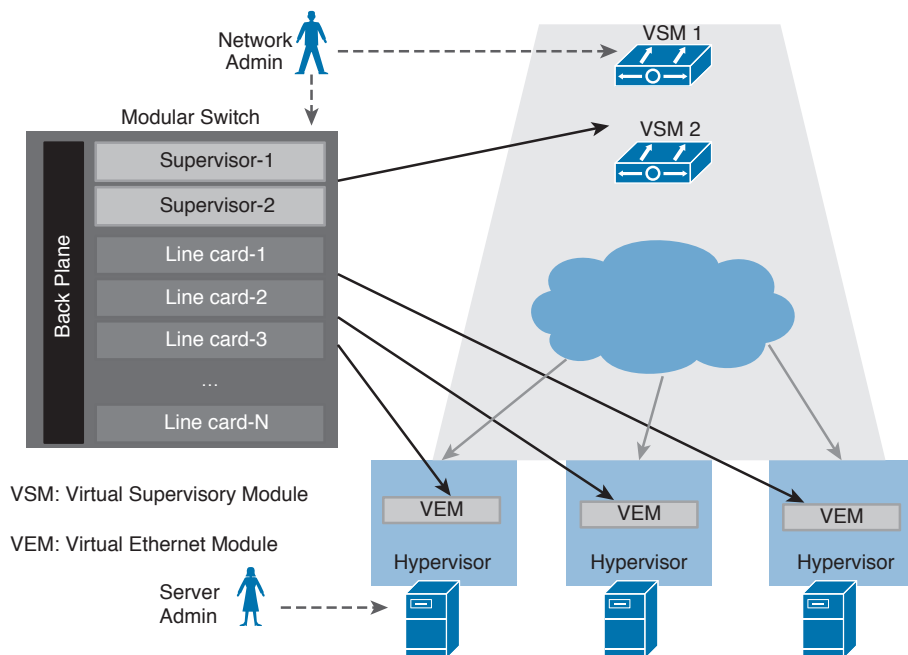 Network
Admin
VSM 1
Modular Switch
VSM 2
Back Plane
Supervisor-1
Supervisor-2
Line card-1
Line card-2
Line card-3
...
Line card-N
VSM: Virtual Supervisory Module
VEM: Virtual Ethernet Module
VEM
VEM
VEM
Hypervisor
Hypervisor
Hypervisor
Server
Admin